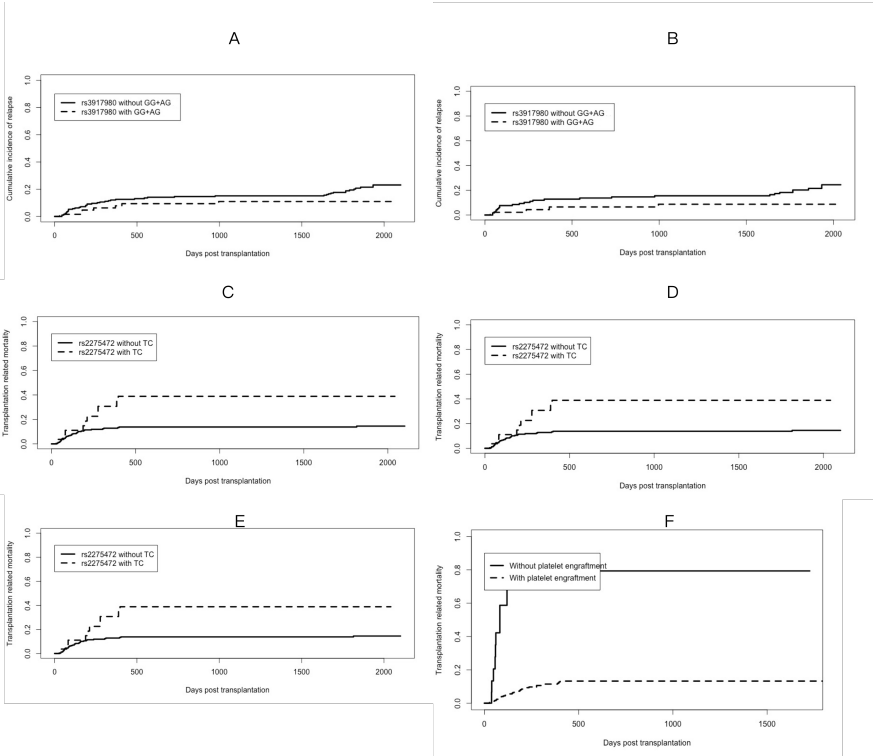 A
Cumulative incidence of relapse
1.0
0.8
0.6
0.4
0.2
0.0
rs3917980 without GG+AG
rs3917980 with GG+AG
0 500 1000 1500 2000
Days post transplantation
B
Cumulative incidence of relapse
1.0
0.8
0.6
0.4
0.2
0.0
rs3917980 without GG+AG
rs3917980 with GG+AG
0 500 1000 1500 2000
Days post transplantation
C
Transplantation related mortality
1.0
0.8
0.6
0.4
0.2
0.0
rs2275472 without TC
rs2275472 with TC
0 500 1000 1500 2000
Days post transplantation
D
Transplantation related mortality
1.0
0.8
0.6
0.4
0.2
0.0
rs2275472 without TC
rs2275472 with TC
0 500 1000 1500 2000
Days post transplantation
E
Transplantation related mortality
1.0
0.8
0.6
0.4
0.2
0.0
rs2275472 without TC
rs2275472 with TC
0 500 1000 1500 2000
Days post transplantation
F
Transplantation related mortality
1.0
0.8
0.6
0.4
0.2
0.0
Without platelet engraftment
With platelet engraftment
0 500 1000 1500
Days post transplantation